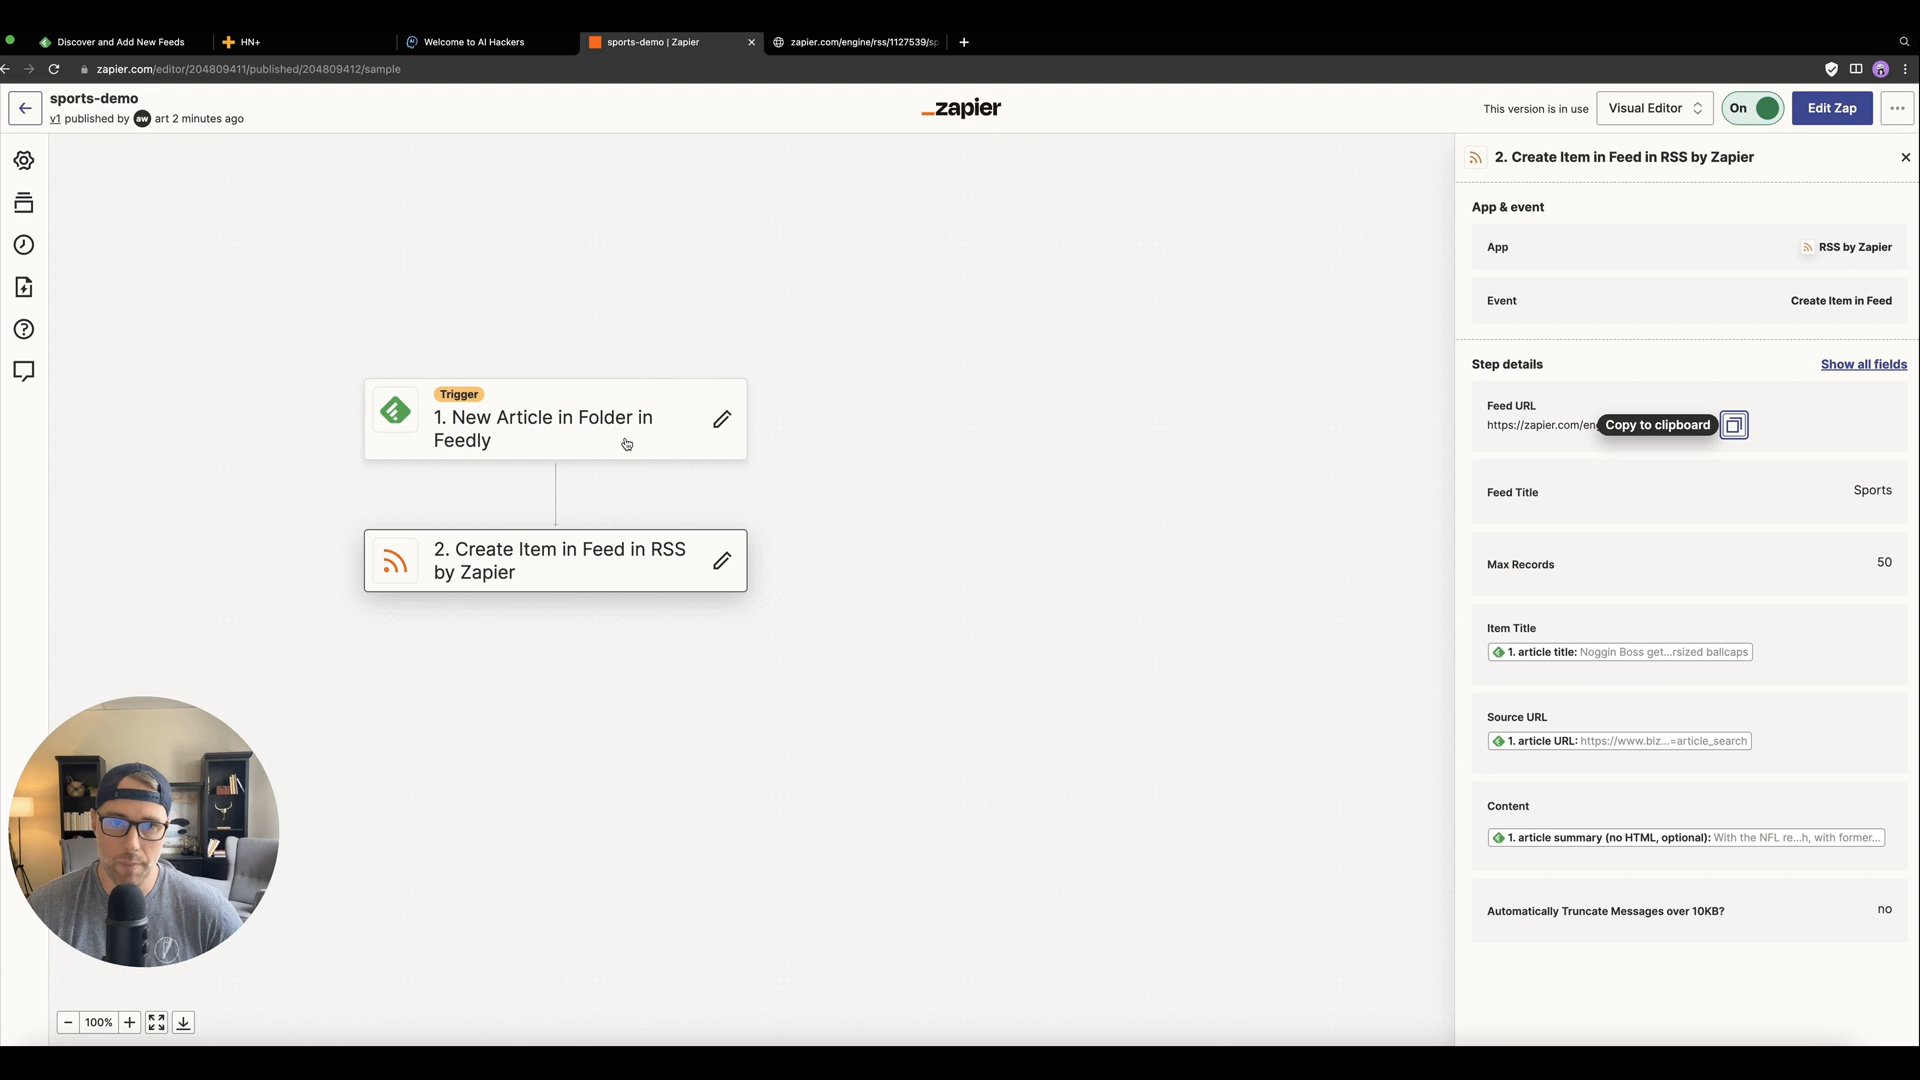 Discover and Add New Feeds
HN+
Welcome to AI Hackers
sports-demo | Zapier
zapier.com/engine/rss/1127539/sp
zapier.com/editor/204809411/published/204809412/sample
sports-demo
v1 published by aw art 2 minutes ago
zapier
This version is in use
Visual Editor
On
Edit Zap
2. Create Item in Feed in RSS by Zapier
App & event
App
RSS by Zapier
Event
Create Item in Feed
Step details
Show all fields
Feed URL
https://zapier.com/en
Copy to clipboard
Feed Title
Sports
Max Records
50
Item Title
1. article title: Noggin Boss get...rsized ballcaps
Source URL
1. article URL: https://www.biz...=article_search
Content
1. article summary (no HTML, optional): With the NFL re...h, with former...
Automatically Truncate Messages over 10KB?
no
Trigger
1. New Article in Folder in
Feedly
2. Create Item in Feed in RSS
by Zapier
100%